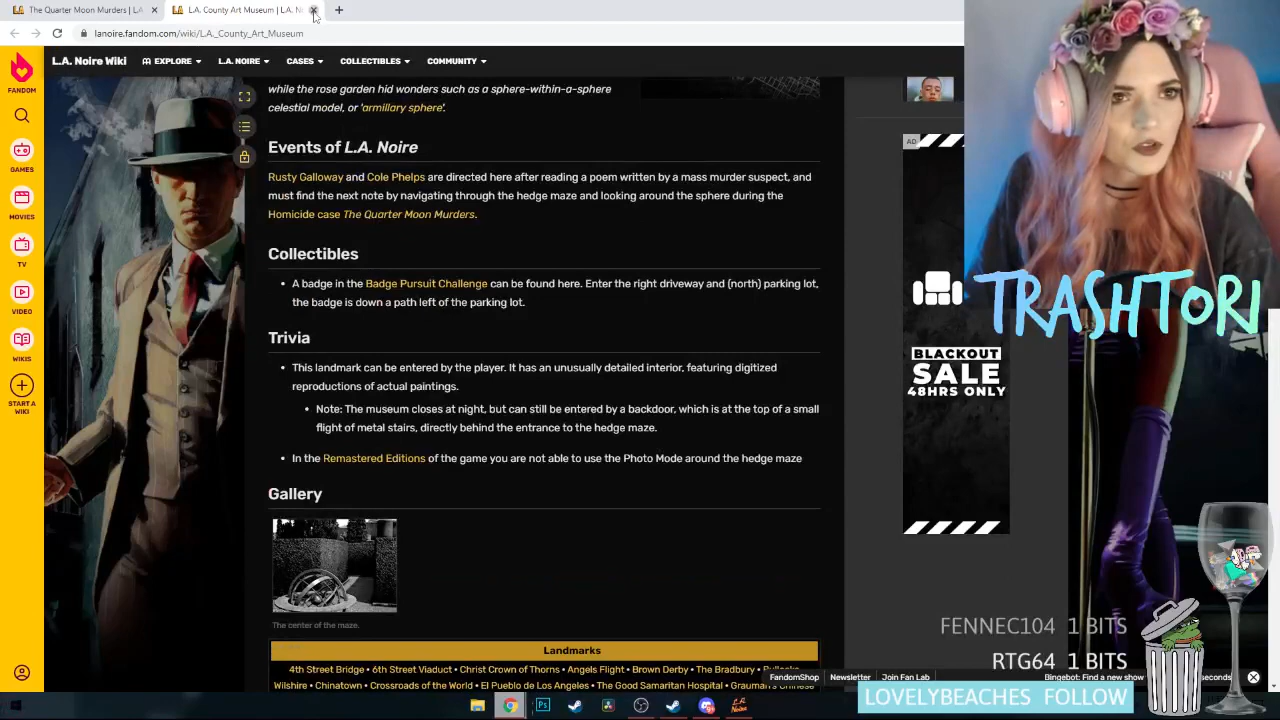 The Quarter Moon Murders | L.A
L.A. County Art Museum | L.A. No
lanoire.fandom.com/wiki/L.A._County_Art_Museum
FANDOM
GAMES
MOVIES
TV
VIDEO
WIKIS
START A
WIKI
L.A. Noire Wiki
EXPLORE
L.A. NOIRE
CASES
COLLECTIBLES
COMMUNITY
while the rose garden hid wonders such as a sphere-within-a-sphere
celestial model, or 'armillary sphere'.
Events of L.A. Noire
Rusty Galloway and Cole Phelps are directed here after reading a poem written by a mass murder suspect, and
must find the next note by navigating through the hedge maze and looking around the sphere during the
Homicide case The Quarter Moon Murders.
Collectibles
• A badge in the Badge Pursuit Challenge can be found here. Enter the right driveway and (north) parking lot,
the badge is down a path left of the parking lot.
Trivia
• This landmark can be entered by the player. It has an unusually detailed interior, featuring digitized
reproductions of actual paintings.
• Note: The museum closes at night, but can still be entered by a backdoor, which is at the top of a small
flight of metal stairs, directly behind the entrance to the hedge maze.
• In the Remastered Editions of the game you are not able to use the Photo Mode around the hedge maze
Gallery
The center of the maze.
Landmarks
4th Street Bridge • 6th Street Viaduct • Christ Crown of Thorns • Angels Flight • Brown Derby • The Bradbury • Pullocks
Wilshire • Chinatown • Crossroads of the World • El Pueblo de Los Angeles • The Good Samaritan Hospital • Grauman's Chinese
AD
BLACKOUT
SALE
48HRS ONLY
TRASHTORI
FENNEC104 1 BITS
RTG64 1 BITS
FandomShop
Newsletter
Join Fan Lab
Bingebot: Find a new show
seconds
LOVELYBEACHES FOLLOW